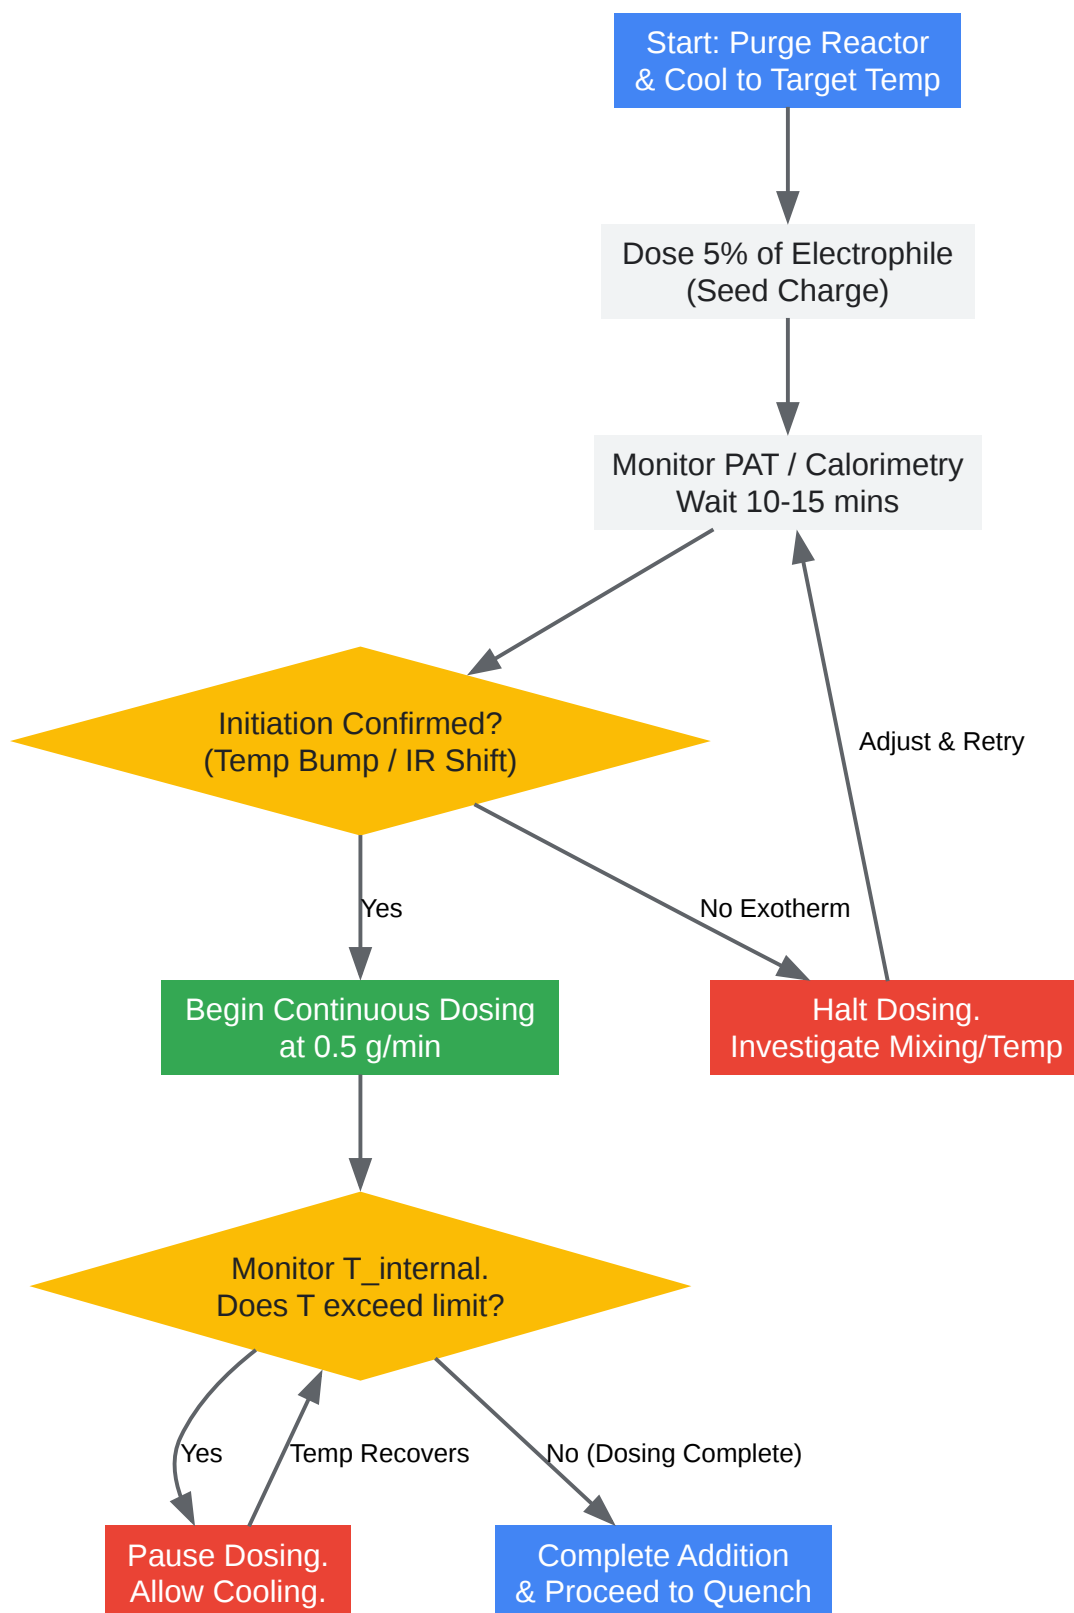 Start: Purge Reactor
& Cool to Target Temp
Dose 5% of Electrophile
(Seed Charge)
Monitor PAT / Calorimetry
Wait 10-15 mins
Initiation Confirmed?
(Temp Bump / IR Shift)
Adjust & Retry
Yes
No Exotherm
Begin Continuous Dosing
at 0.5 g/min
Halt Dosing.
Investigate Mixing/Temp
Monitor T_internal.
Does T exceed limit?
Yes
Temp Recovers
No (Dosing Complete)
Pause Dosing.
Allow Cooling.
Complete Addition
& Proceed to Quench